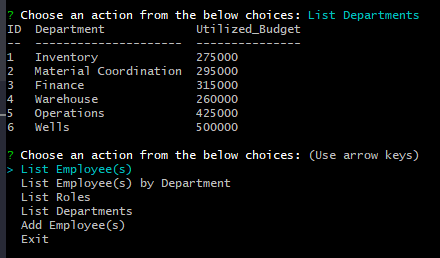 ? Choose an action from the below choices: List Departments
ID  Department             Utilized_Budget
--  ---------------------  ---------------
1   Inventory              275000
2   Material Coordination  295000
3   Finance                315000
4   Warehouse              260000
5   Operations             425000
6   Wells                  500000
? Choose an action from the below choices: (Use arrow keys)
> List Employee(s)
  List Employee(s) by Department
  List Roles
  List Departments
  Add Employee(s)
  Exit